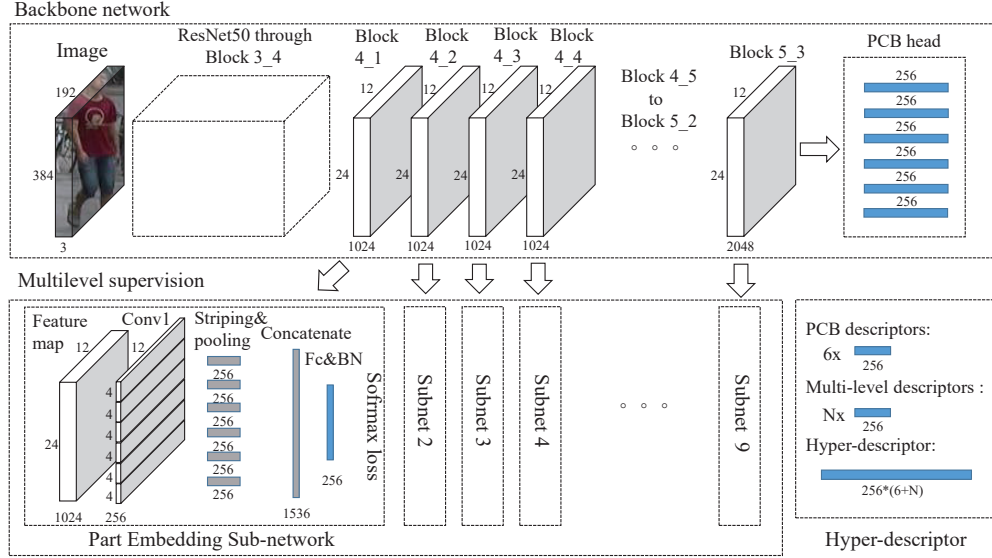 Backbone network
Image
ResNet50 through
Block 3_4
Block
4_1
Block
4_2
Block
4_3
Block
4_4
Block 4_5
to
Block 5_2
Block 5_3
PCB head
192
384
3
12
24
1024
12
24
1024
12
24
1024
12
24
1024
12
24
2048
256
256
256
256
256
256
Multilevel supervision
Feature
map
12
24
1024
Conv1
12
4
4
4
4
4
4
256
Striping&
pooling
256
256
256
256
256
256
Concatenate
1536
Fc&BN
256
Sofrmax loss
Subnet 2
Subnet 3
Subnet 4
Subnet 9
Part Embedding Sub-network
PCB descriptors:
6x
256
Multi-level descriptors :
Nx
256
Hyper-descriptor:
256*(6+N)
Hyper-descriptor